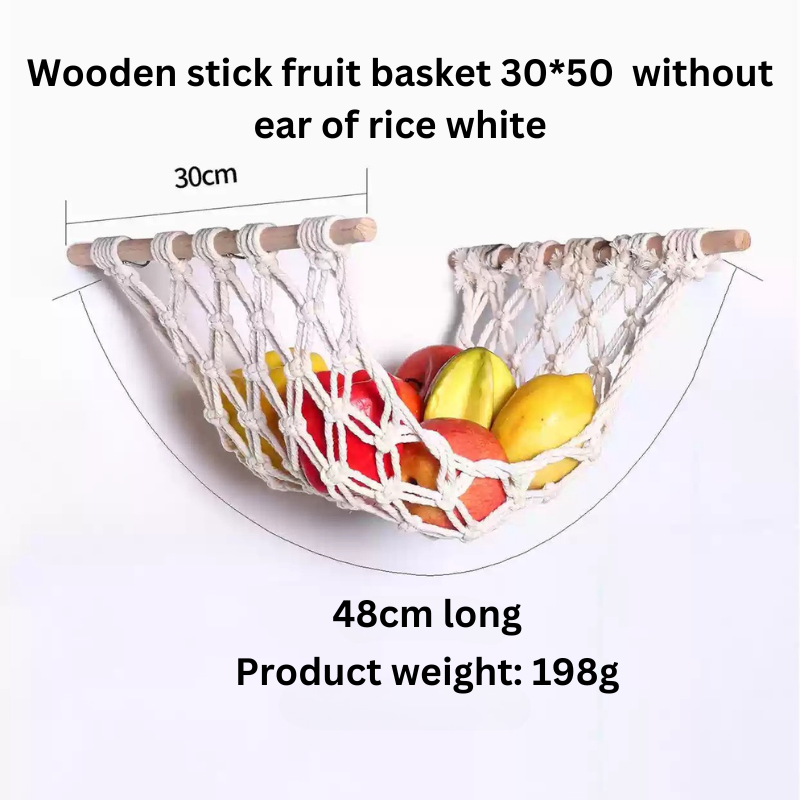 Wooden stick fruit basket 30*50  without
ear of rice white
30cm
48cm long
Product weight: 198g